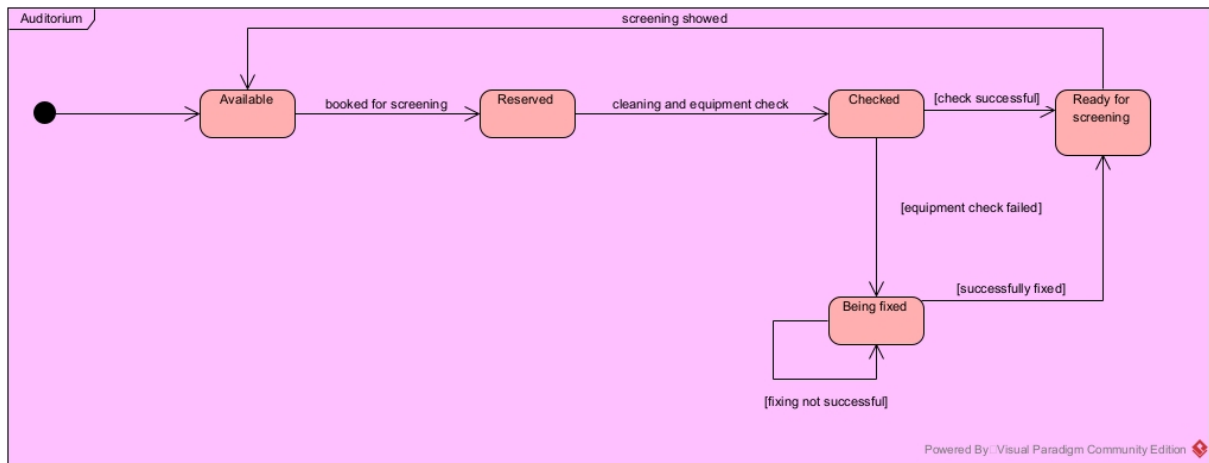 Auditorium
screening showed
Available
booked for screening
Reserved
cleaning and equipment check
Checked
[check successful]
Ready for
screening
[equipment check failed]
[successfully fixed]
Being fixed
[fixing not successful]
Powered By Visual Paradigm Community Edition